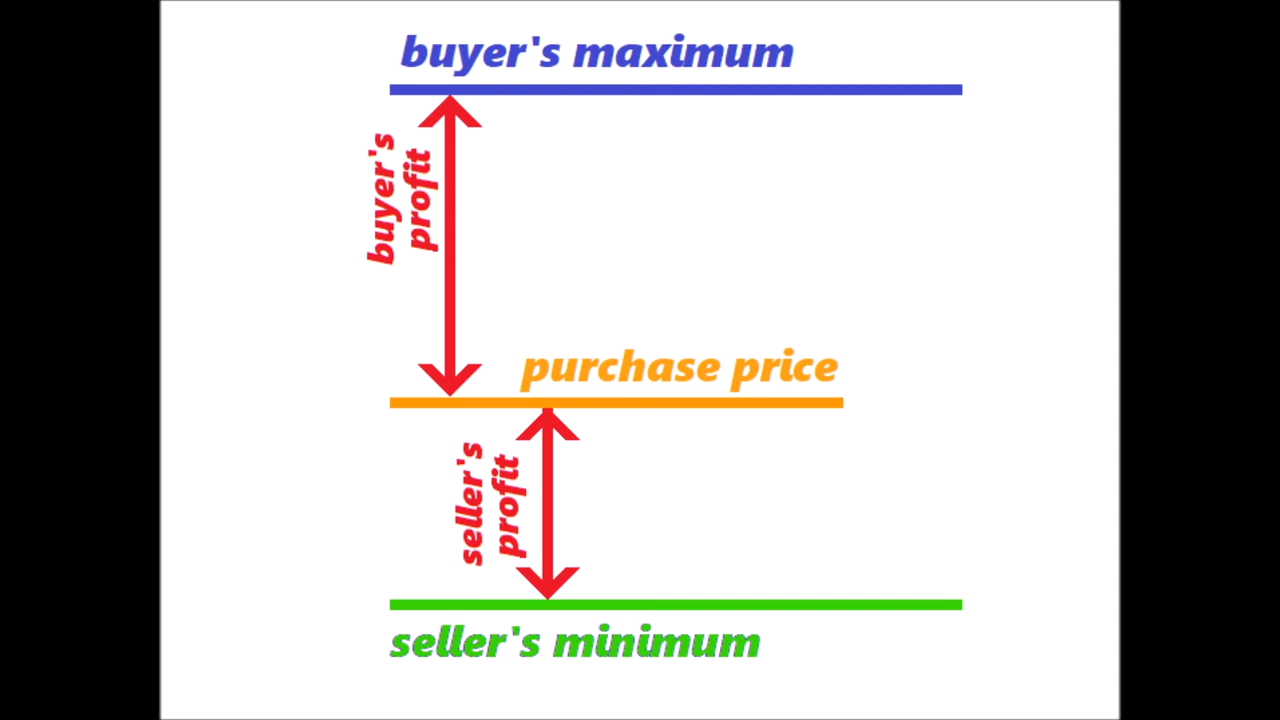 buyer's maximum
buyer's
profit
purchase price
seller's
profit
seller's minimum